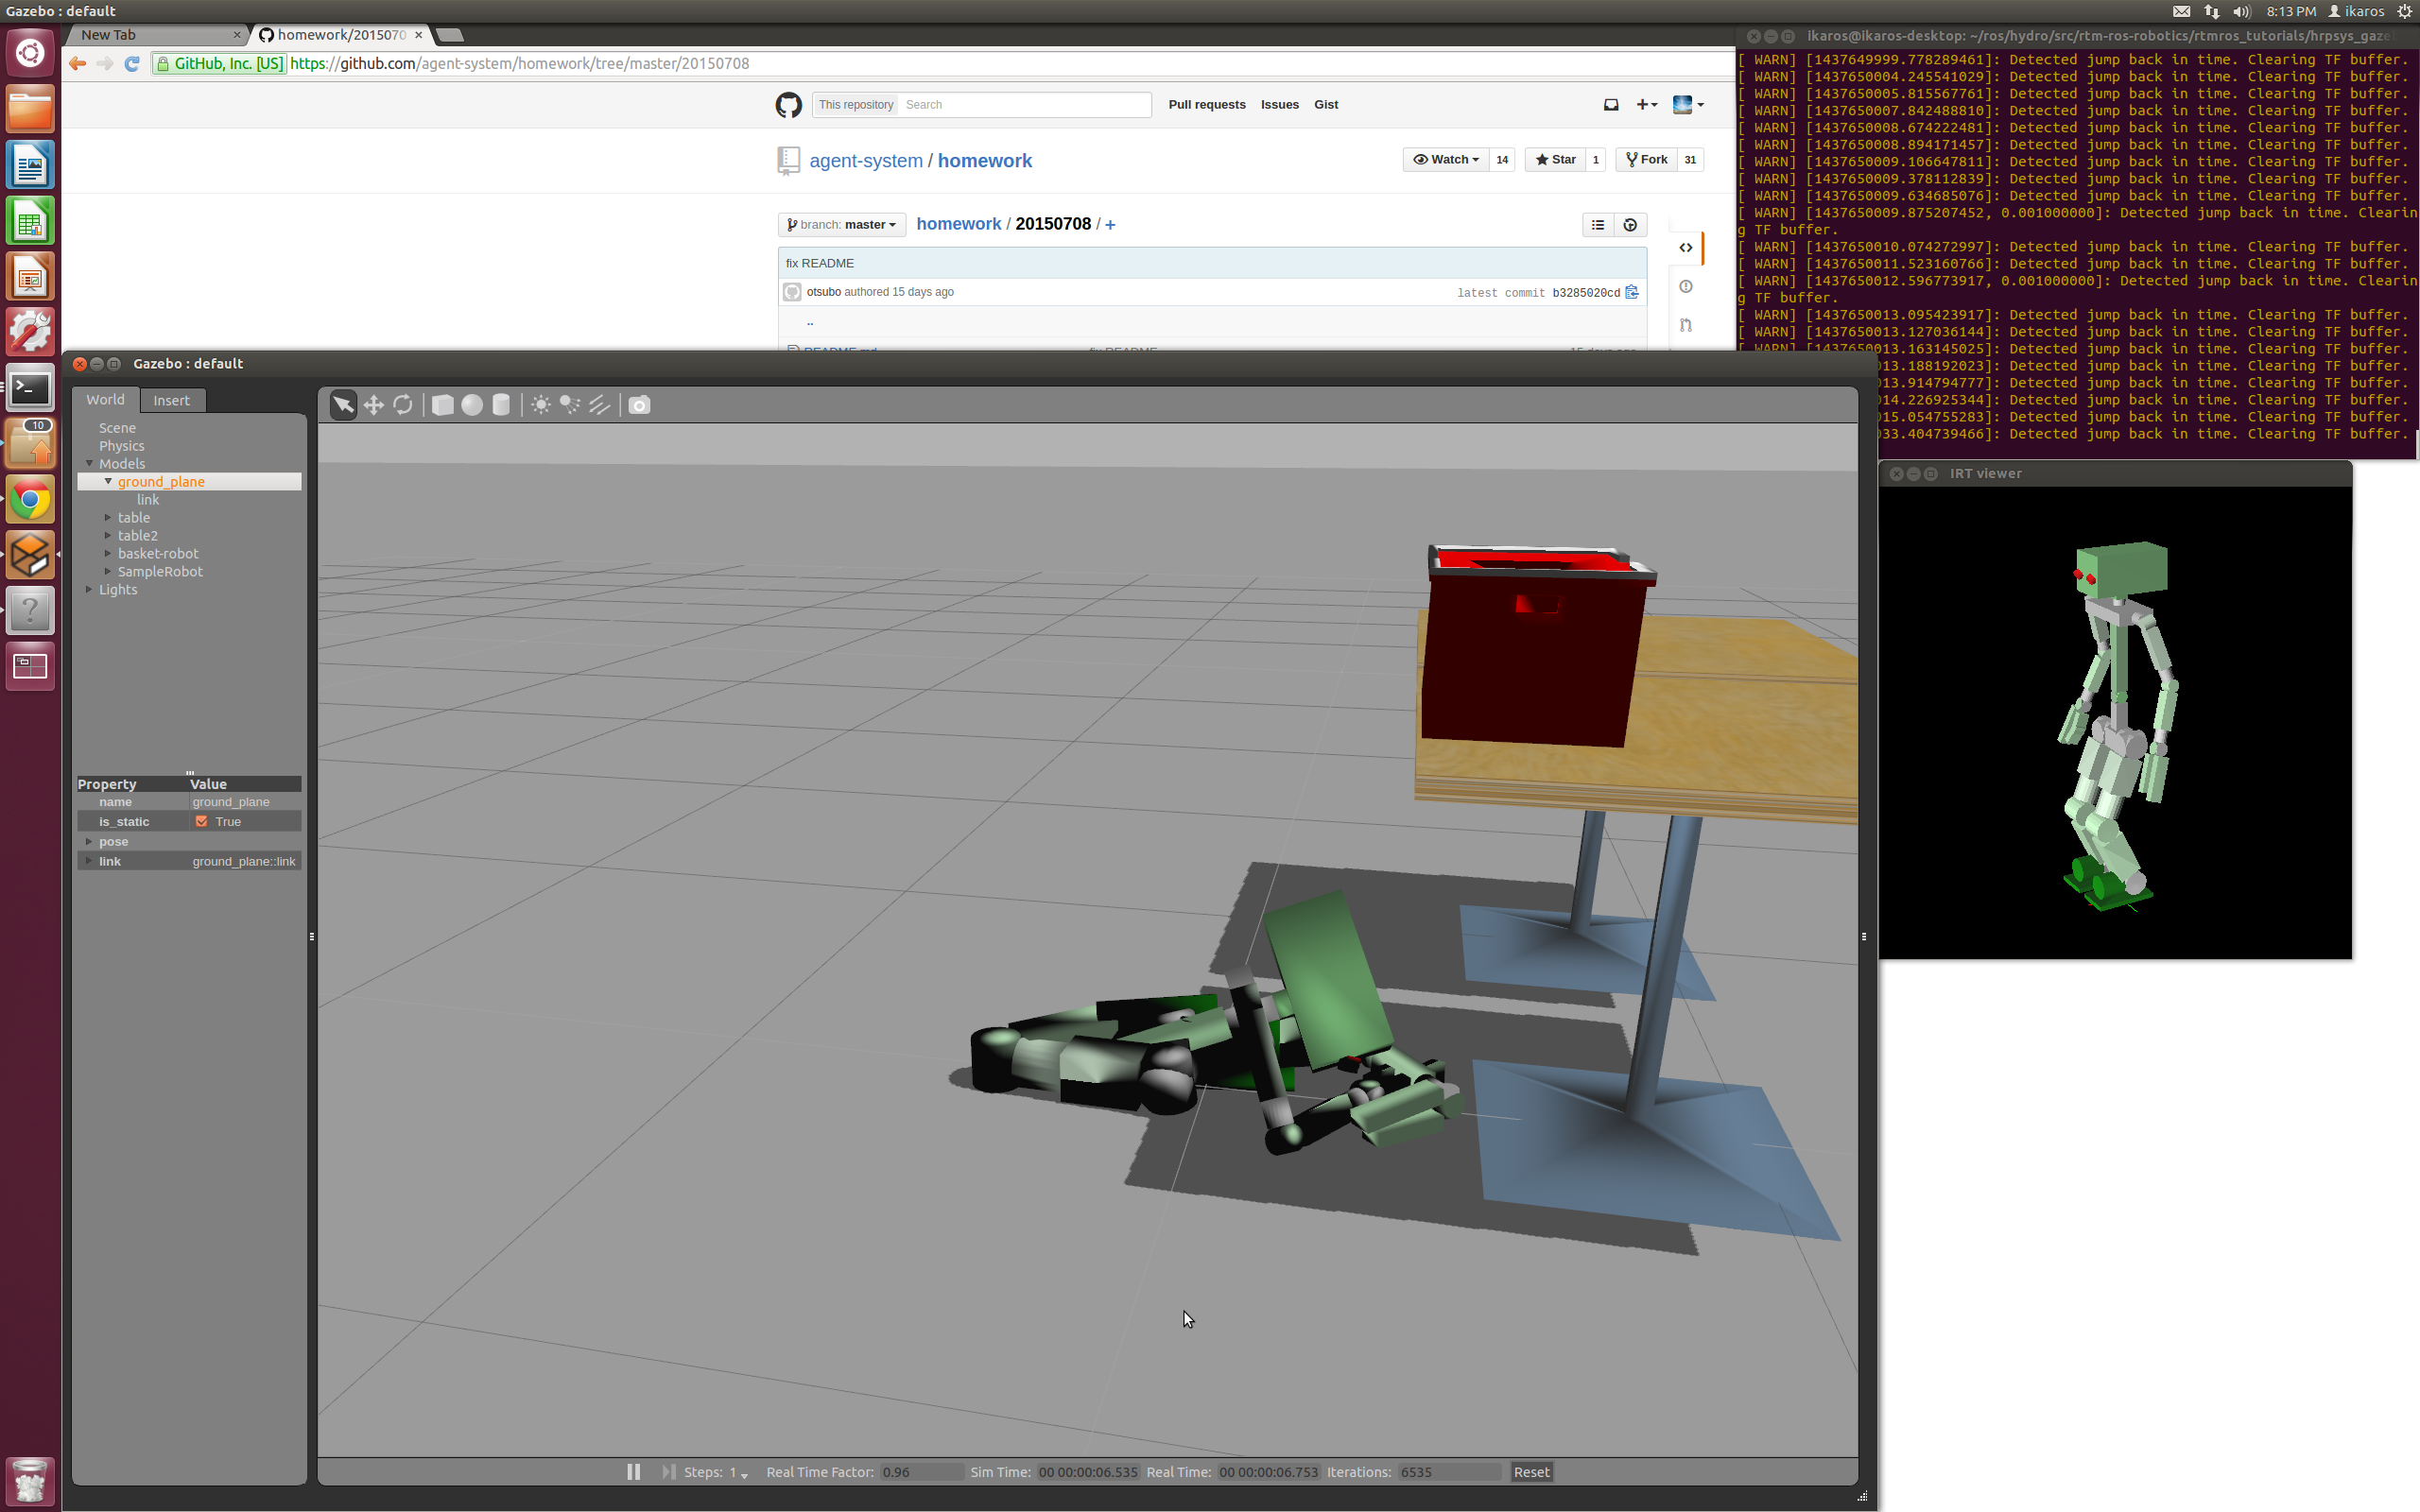 Gazebo : default
8:13 PM
ikaros
New Tab
homework/2015070
GitHub, Inc. [US] https://github.com/agent-system/homework/tree/master/20150708
This repository Search
Pull requests Issues Gist
agent-system / homework
Watch 14 Star 1 Fork 31
branch: master homework / 20150708 / +
fix README
otsubo authored 15 days ago latest commit b3285020cd
..
README.md fix README 15 days ago
ikaros@ikaros-desktop: ~/ros/hydro/src/rtm-ros-robotics/rtmros_tutorials/hrpsys_gaze
[ WARN] [1437649999.778289461]: Detected jump back in time. Clearing TF buffer.
[ WARN] [1437650004.245541029]: Detected jump back in time. Clearing TF buffer.
[ WARN] [1437650005.815567761]: Detected jump back in time. Clearing TF buffer.
[ WARN] [1437650007.842488810]: Detected jump back in time. Clearing TF buffer.
[ WARN] [1437650008.674222481]: Detected jump back in time. Clearing TF buffer.
[ WARN] [1437650008.894171457]: Detected jump back in time. Clearing TF buffer.
[ WARN] [1437650009.106647811]: Detected jump back in time. Clearing TF buffer.
[ WARN] [1437650009.378112839]: Detected jump back in time. Clearing TF buffer.
[ WARN] [1437650009.634685076]: Detected jump back in time. Clearing TF buffer.
[ WARN] [1437650009.875207452, 0.001000000]: Detected jump back in time. Clearin
g TF buffer.
[ WARN] [1437650010.074272997]: Detected jump back in time. Clearing TF buffer.
[ WARN] [1437650011.523160766]: Detected jump back in time. Clearing TF buffer.
[ WARN] [1437650012.596773917, 0.001000000]: Detected jump back in time. Clearin
g TF buffer.
[ WARN] [1437650013.095423917]: Detected jump back in time. Clearing TF buffer.
[ WARN] [1437650013.127036144]: Detected jump back in time. Clearing TF buffer.
[ WARN] [1437650013.163145025]: Detected jump back in time. Clearing TF buffer.
013.188192023]: Detected jump back in time. Clearing TF buffer.
013.914794777]: Detected jump back in time. Clearing TF buffer.
014.226925344]: Detected jump back in time. Clearing TF buffer.
015.054755283]: Detected jump back in time. Clearing TF buffer.
033.404739466]: Detected jump back in time. Clearing TF buffer.
Gazebo : default
World Insert
Scene
Physics
Models
ground_plane
link
table
table2
basket-robot
SampleRobot
Lights
Property Value
name ground_plane
is_static True
pose
link ground_plane::link
10
IRT viewer
Steps: 1 Real Time Factor: 0.96 Sim Time: 00 00:00:06.535 Real Time: 00 00:00:06.753 Iterations: 6535 Reset